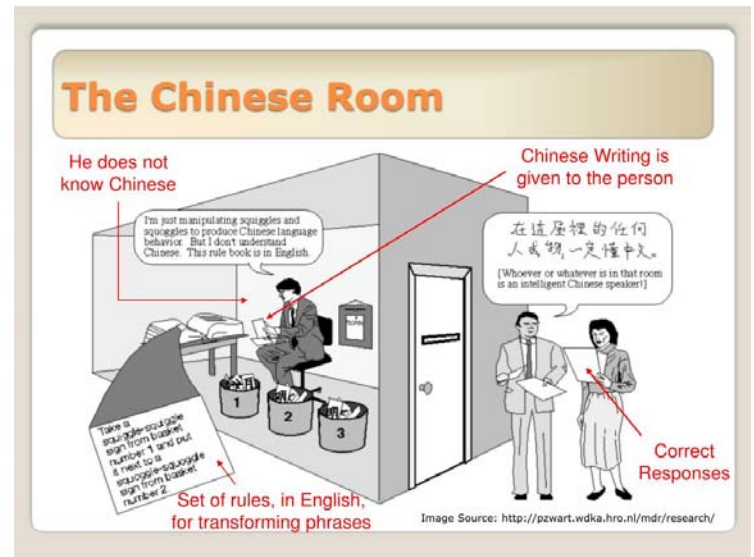 The Chinese Room
He does not
know Chinese
Chinese Writing is
given to the person
I'm just manipulating squiggles and
squoggles to produce Chinese language
behavior. But I don't understand
Chinese. This rule book is in English.
在這屋裡的任何
人或物,一定懂中文。
[Whoever or whatever is in that room
is an intelligent Chinese speaker!]
1
2
3
Take a
squiggle-squiggle
sign from basket
number 1 and put
it next to a
squoggle-squoggle
sign from basket
number 2
Set of rules, in English,
for transforming phrases
Correct
Responses
Image Source: http://pzwart.wdka.hro.nl/mdr/research/